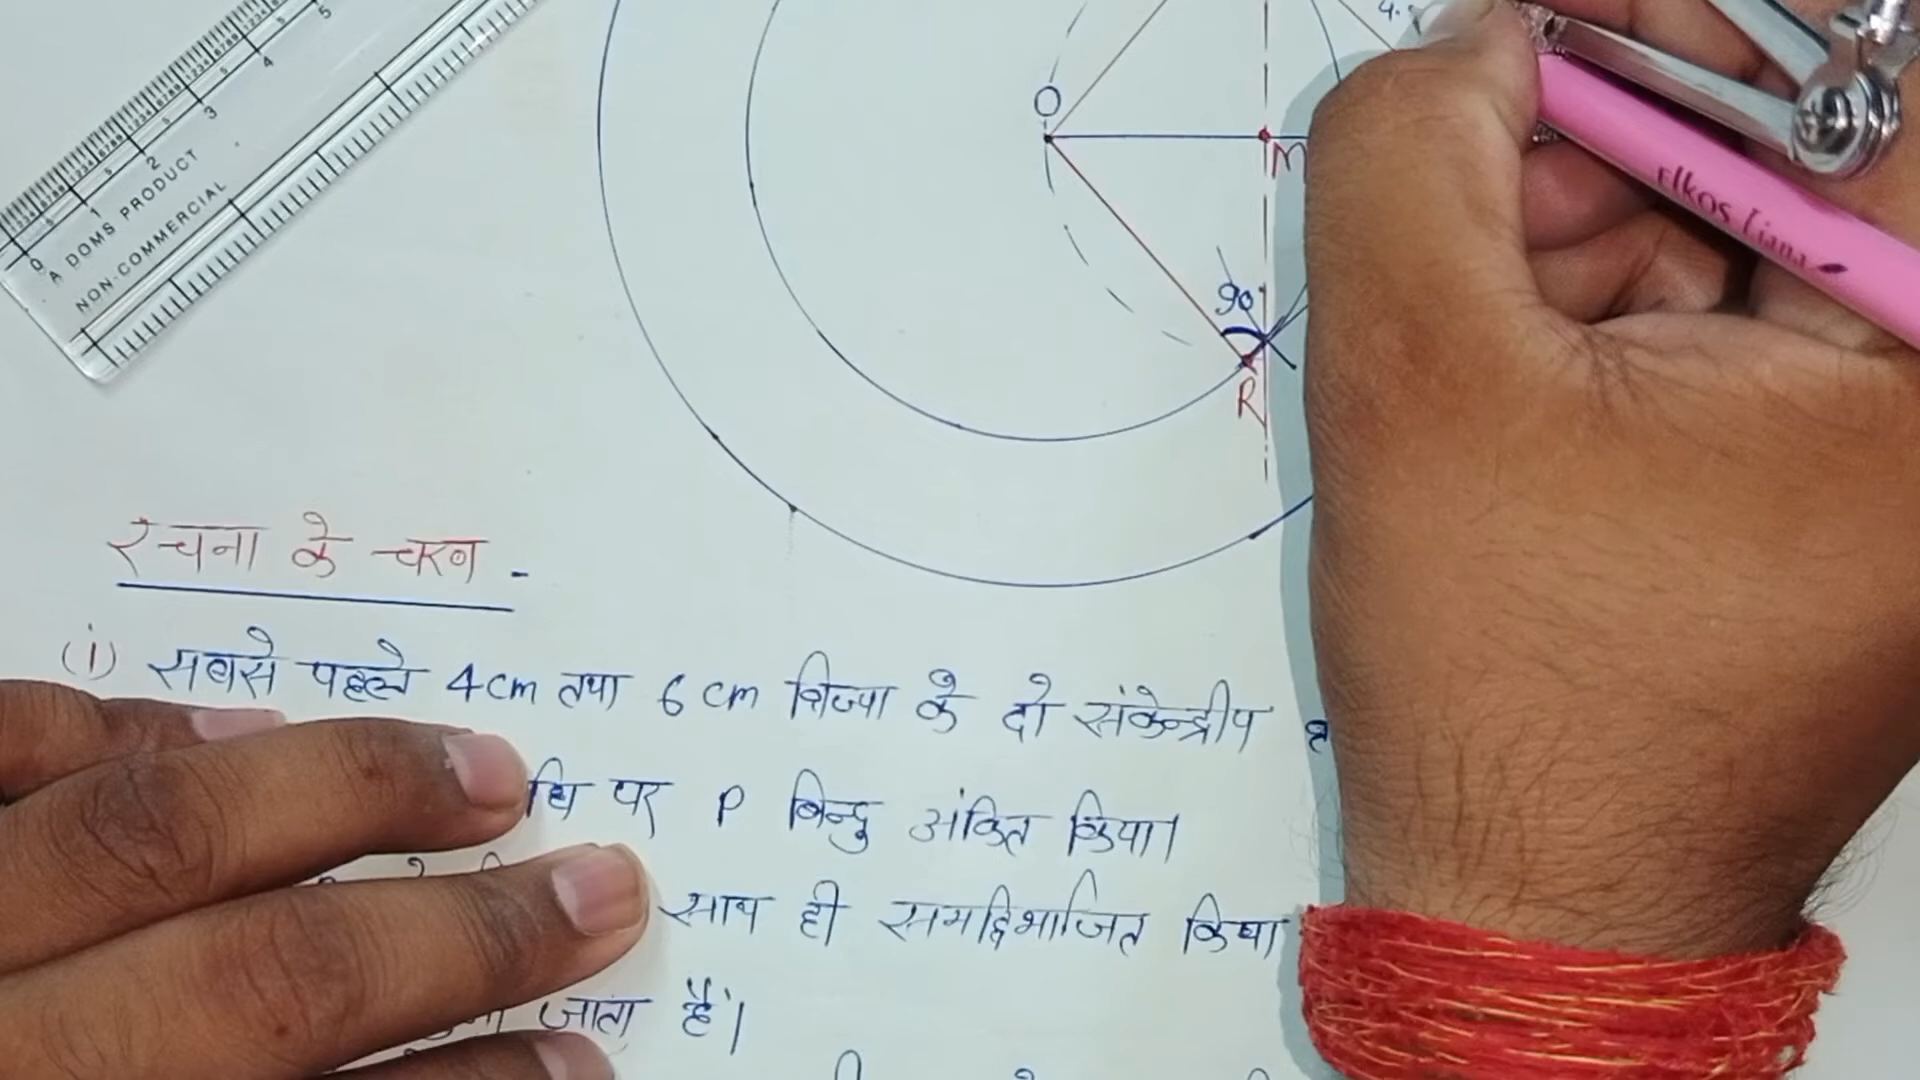 4.
O
M
90
R
0 1 2 3 4 5
A DOMS PRODUCT
NON-COMMERCIAL
Elkos Liana
रचना के चरण -
(i) सबसे पहले 4cm तथा 6 cm त्रिज्या के दो संकेन्द्रीय
पर P बिन्दु अंकित किया।
साथ ही समद्विभाजित किया
जाता है।